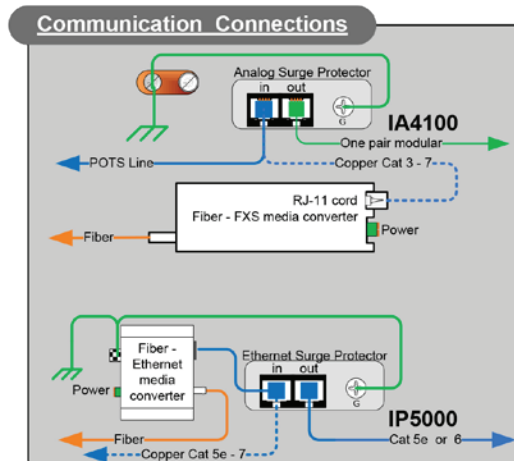 Communication Connections
Analog Surge Protector
in out
G
IA4100
One pair modular
POTS Line
Copper Cat 3 - 7
RJ-11 cord
Fiber - FXS media converter
Fiber
Power
Fiber -
Ethernet
media
converter
Ethernet Surge Protector
in out
Power
G
IP5000
Fiber
Cat 5e or 6
Copper Cat 5e - 7